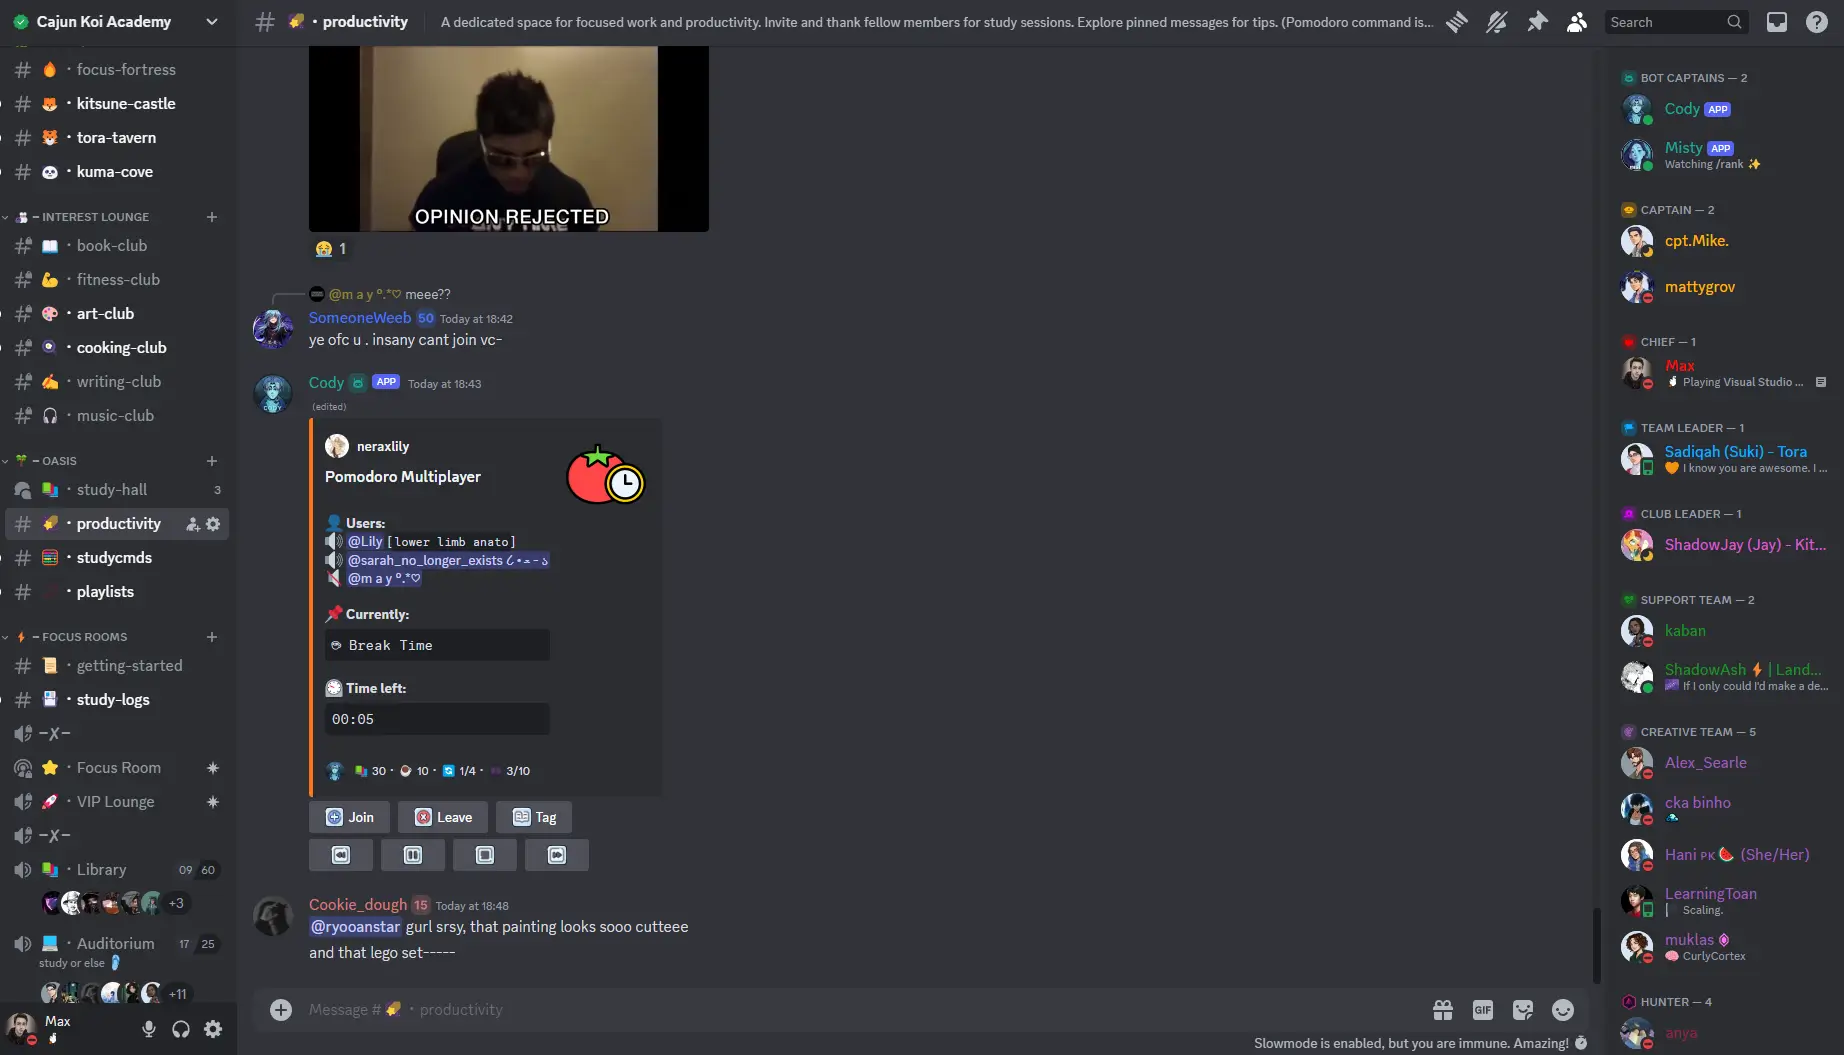 Cajun Koi Academy
focus-fortress
kitsune-castle
tora-tavern
kuma-cove
INTEREST LOUNGE
book-club
fitness-club
art-club
cooking-club
writing-club
music-club
OASIS
study-hall 3
productivity
studycmds
playlists
FOCUS ROOMS
getting-started
study-logs
-X-
Focus Room
VIP Lounge
-X-
Library 09 60
+3
Auditorium 17 25
study or else
+11
Max
productivity
A dedicated space for focused work and productivity. Invite and thank fellow members for study sessions. Explore pinned messages for tips. (Pomodoro command is...
Search
OPINION REJECTED
1
@m a y º.*♡ meee??
SomeoneWeeb 50 Today at 18:42
ye ofc u . insany cant join vc-
Cody APP Today at 18:43
(edited)
neraxlily
Pomodoro Multiplayer
Users:
@Lily [lower limb anato]
@sarah_no_longer_exists
@m a y º.*♡
Currently:
Break Time
Time left:
00:05
30 · 10 · 1/4 · 3/10
Join Leave Tag
Cookie_dough 15 Today at 18:48
@ryooanstar gurl srsy, that painting looks sooo cutteee
and that lego set-----
Message # · productivity
GIF
Slowmode is enabled, but you are immune. Amazing!
BOT CAPTAINS — 2
Cody APP
Misty APP
Watching /rank
CAPTAIN — 2
cpt.Mike.
mattygrov
CHIEF — 1
Max
Playing Visual Studio ...
TEAM LEADER — 1
Sadiqah (Suki) - Tora
I know you are awesome. I ...
CLUB LEADER — 1
ShadowJay (Jay) - Kit...
SUPPORT TEAM — 2
kaban
ShadowAsh | Land...
If I only could I'd make a de...
CREATIVE TEAM — 5
Alex_Searle
cka binho
Hani ᴘᴋ (She/Her)
LearningToan
Scaling.
muklas
CurlyCortex
HUNTER — 4
anya